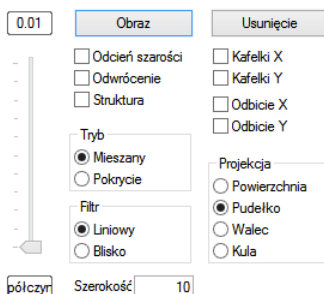 0.01
Obraz
Usunięcie
Odcień szarości
Odwrócenie
Struktura
Kafelki X
Kafelki Y
Odbicie X
Odbicie Y
Tryb
Mieszany
Pokrycie
Filtr
Liniowy
Blisko
Projekcja
Powierzchnia
Pudełko
Walec
Kula
półczyn
Szerokość 10